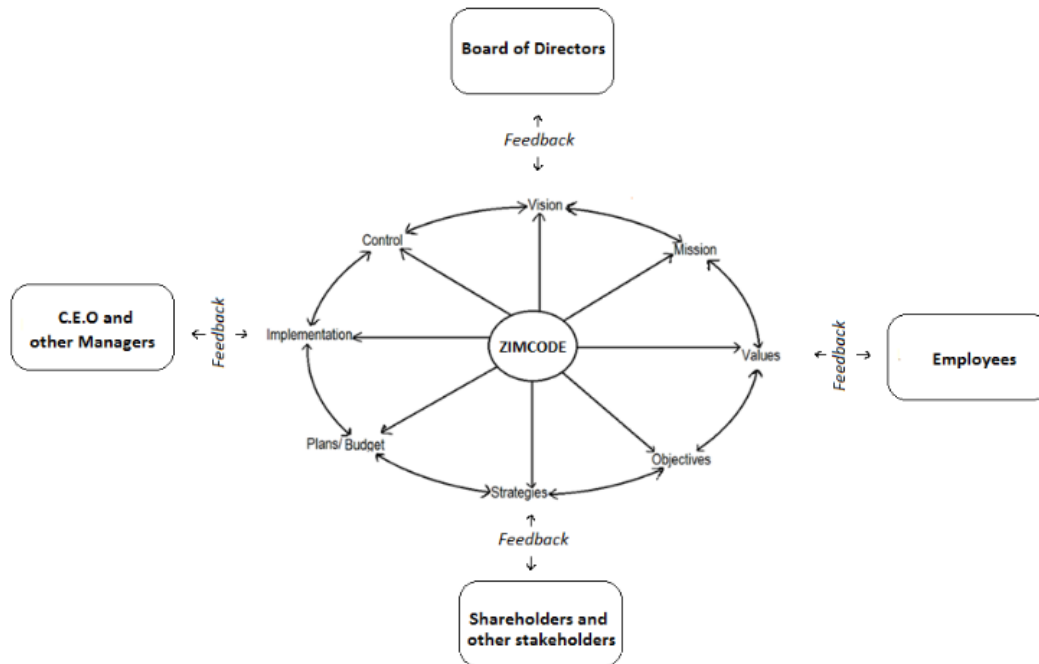 Board of Directors
Feedback
Vision
Control
Mission
C.E.O and
other Managers
Feedback
Implementation
ZIMCODE
Values
Feedback
Employees
Plans/Budget
Objectives
Strategies
Feedback
Shareholders and
other stakeholders